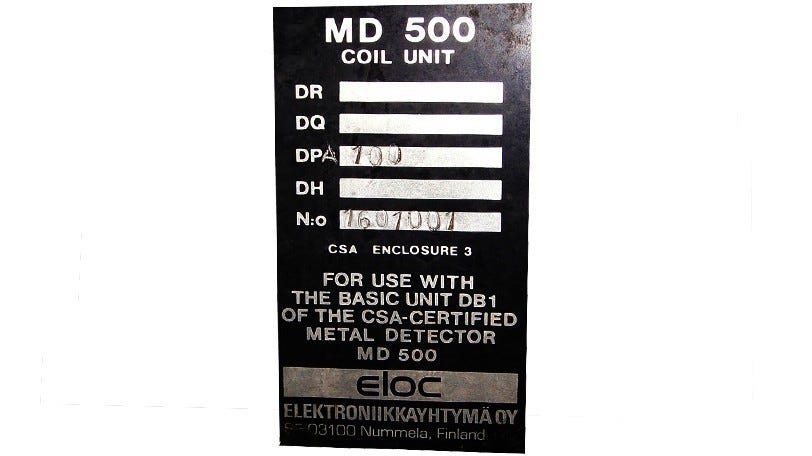 MD 500
COIL UNIT
DR
DQ
DPA 100
DH
N:o 1601001
CSA ENCLOSURE 3
FOR USE WITH
THE BASIC UNIT DB1
OF THE CSA-CERTIFIED
METAL DETECTOR
MD 500
eloc
ELEKTRONIIKKAYHTYMÄ OY
SF-03100 Nummela, Finland